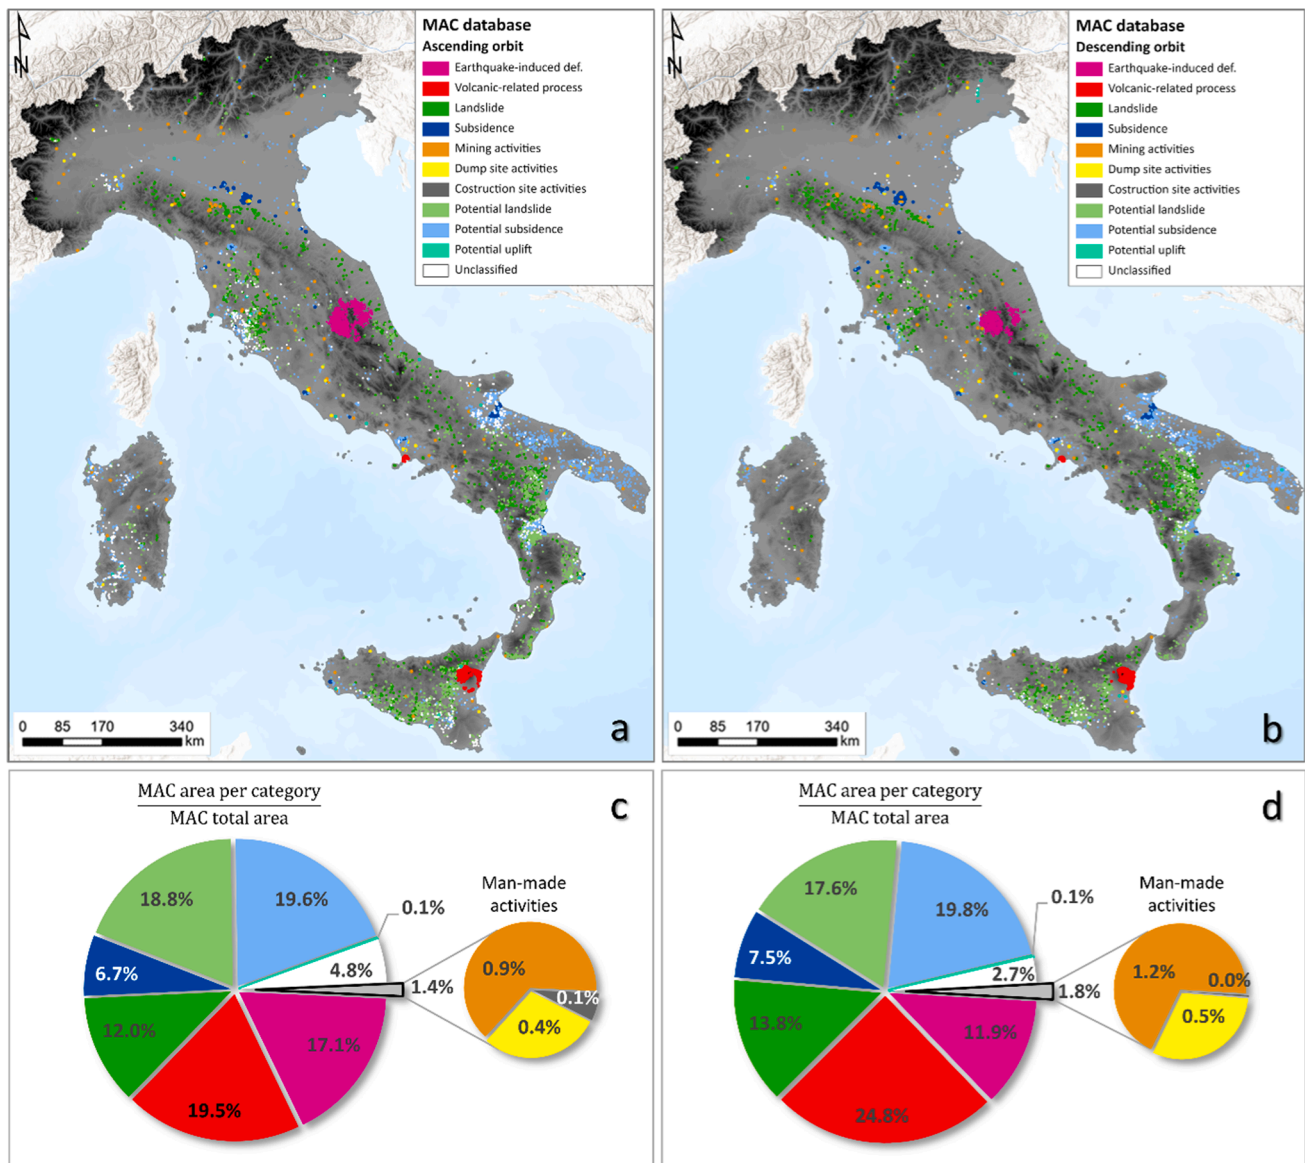 N
MAC database
Ascending orbit
Earthquake-induced def.
Volcanic-related process
Landslide
Subsidence
Mining activities
Dump site activities
Costruction site activities
Potential landslide
Potential subsidence
Potential uplift
Unclassified
0 85 170 340
km
a
N
MAC database
Descending orbit
Earthquake-induced def.
Volcanic-related process
Landslide
Subsidence
Mining activities
Dump site activities
Costruction site activities
Potential landslide
Potential subsidence
Potential uplift
Unclassified
0 85 170 340
km
b
MAC area per category
MAC total area
c
18.8%
19.6%
0.1%
6.7%
4.8%
1.4%
12.0%
17.1%
19.5%
Man-made
activities
0.9%
0.1%
0.4%
MAC area per category
MAC total area
d
17.6%
19.8%
0.1%
7.5%
2.7%
1.8%
13.8%
11.9%
24.8%
Man-made
activities
1.2%
0.0%
0.5%